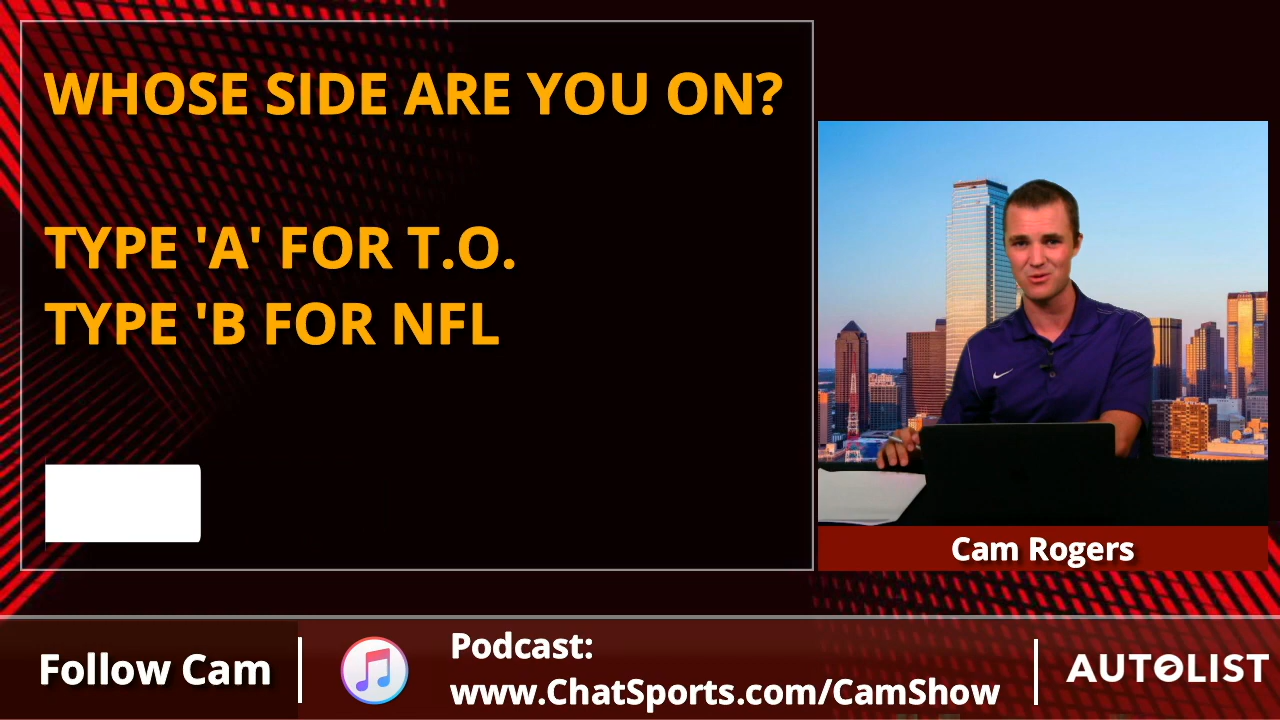 WHOSE SIDE ARE YOU ON?
TYPE 'A' FOR T.O.
TYPE 'B FOR NFL
Cam Rogers
Follow Cam
Podcast:
www.ChatSports.com/CamShow
AUTOLIST